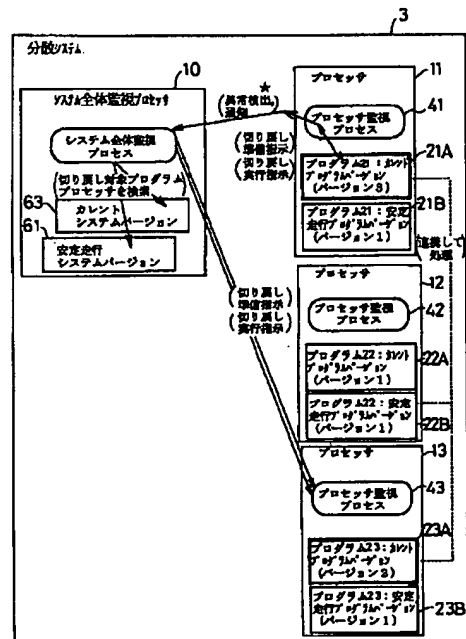 3
分散システム
10
システム全体監視プロセッサ
システム全体監視
プロセス
(切り戻し対象プログラム
プロセッサを検索)
63
カレント
システムバージョン
61
安定走行
システムバージョン
★
(異常検出
通知)
(切り戻し
準備指示)
(切り戻し
実行指示)
(切り戻し
準備指示)
(切り戻し
実行指示)
プロセッサ
11
プロセッサ監視
プロセス
41
21A
プログラム21:カレント
プログラムバージョン
(バージョン3)
21B
プログラム21:安定
走行プログラムバージョン
(バージョン1)
(連携して
処理)
プロセッサ
12
プロセッサ監視
プロセス
42
22A
プログラム22:カレント
プログラムバージョン
(バージョン1)
プログラム22:安定
走行プログラムバージョン
(バージョン1)
22B
プロセッサ
13
プロセッサ監視
プロセス
43
23A
プログラム23:カレント
プログラムバージョン
プログラム23:安定
走行プログラムバージョン
23B